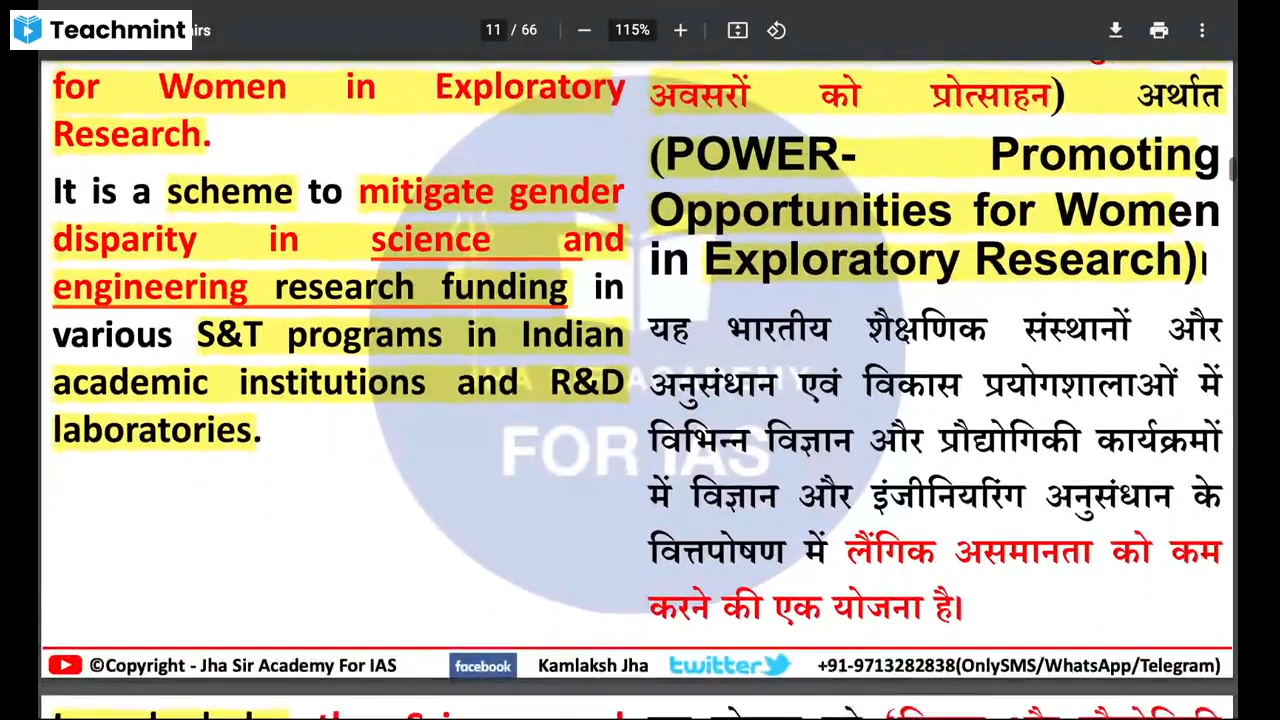 Teachmint
11 / 66
115%
for Women in Exploratory
Research.
It is a scheme to mitigate gender
disparity in science and
engineering research funding in
various S&T programs in Indian
academic institutions and R&D
laboratories.
अवसरों को प्रोत्साहन) अर्थात
(POWER- Promoting
Opportunities for Women
in Exploratory Research)।
यह भारतीय शैक्षणिक संस्थानों और
अनुसंधान एवं विकास प्रयोगशालाओं में
विभिन्न विज्ञान और प्रौद्योगिकी कार्यक्रमों
में विज्ञान और इंजीनियरिंग अनुसंधान के
वित्तपोषण में लैंगिक असमानता को कम
करने की एक योजना है।
FOR IAS
©Copyright - Jha Sir Academy For IAS facebook Kamlaksh Jha twitter +91-9713282838(OnlySMS/WhatsApp/Telegram)